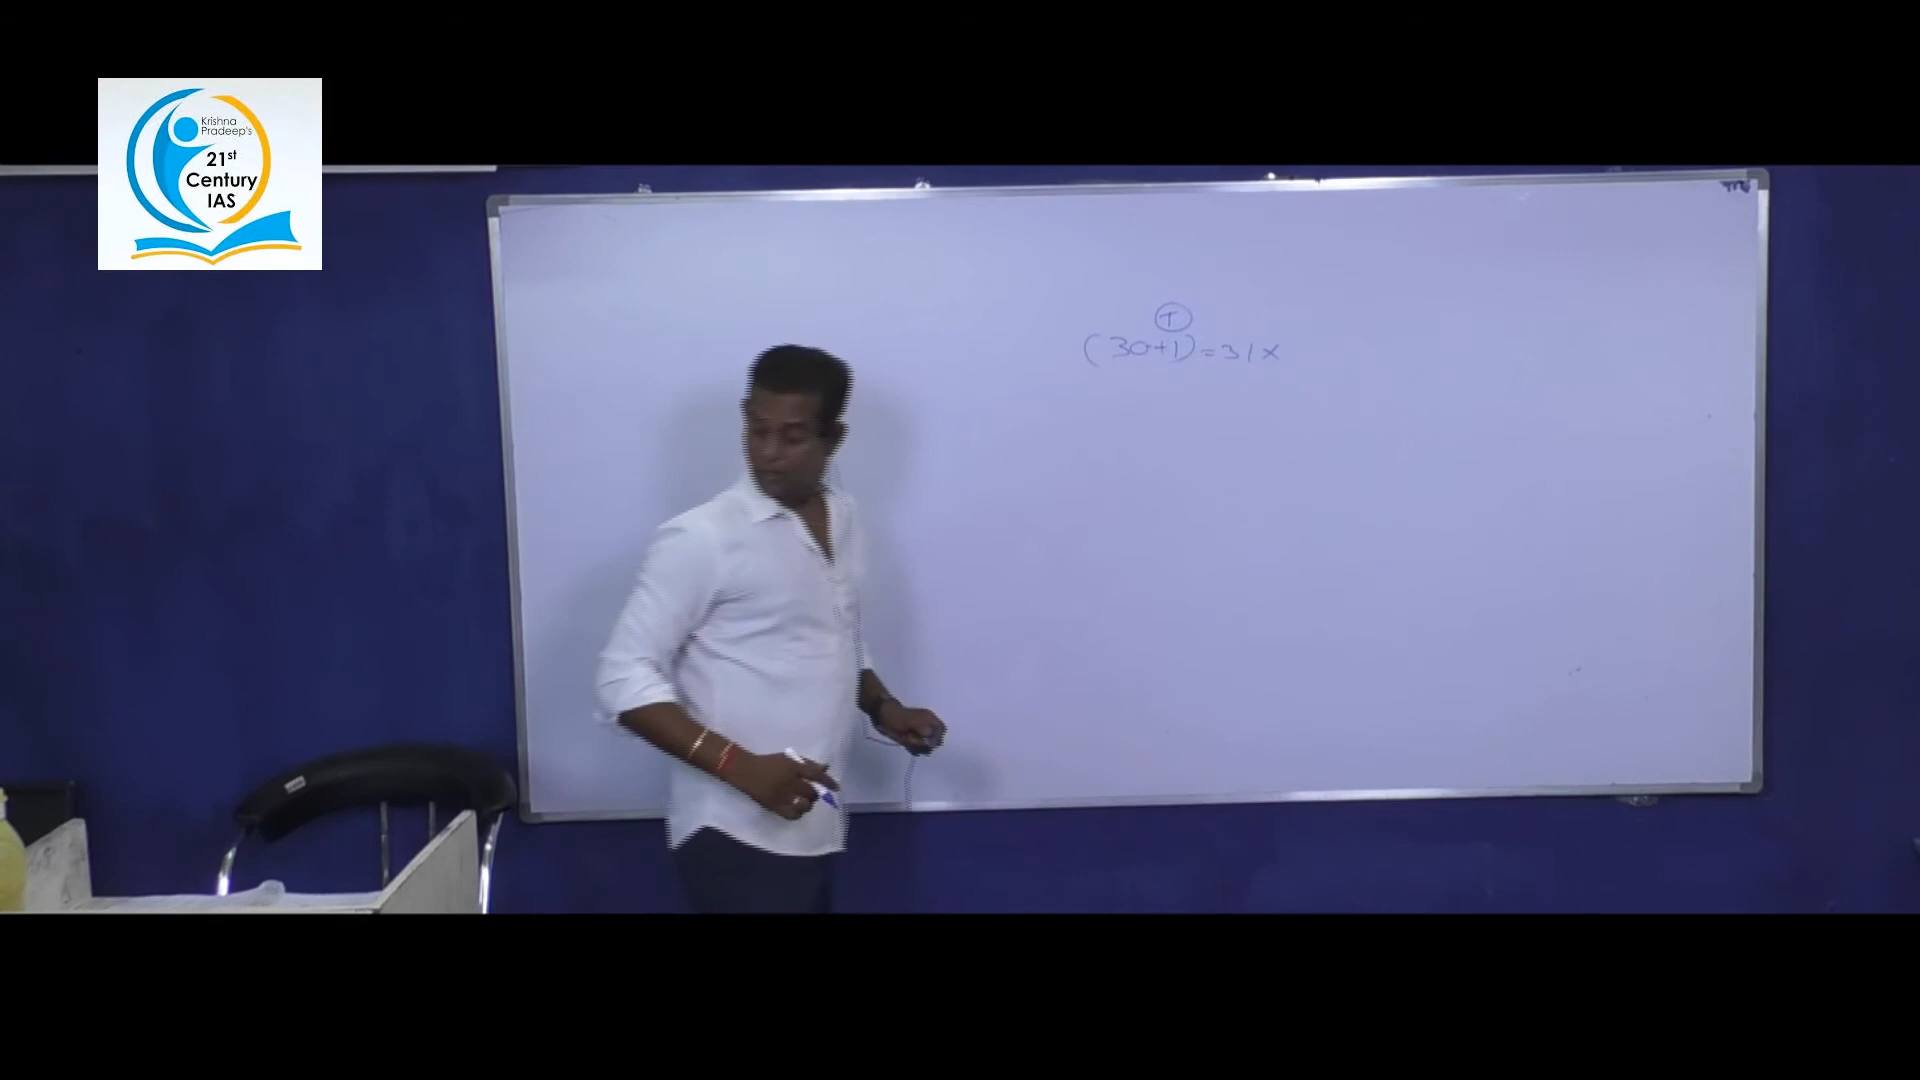 Krishna
Pradeep's
21st
Century
IAS
T
(30+1)=31x